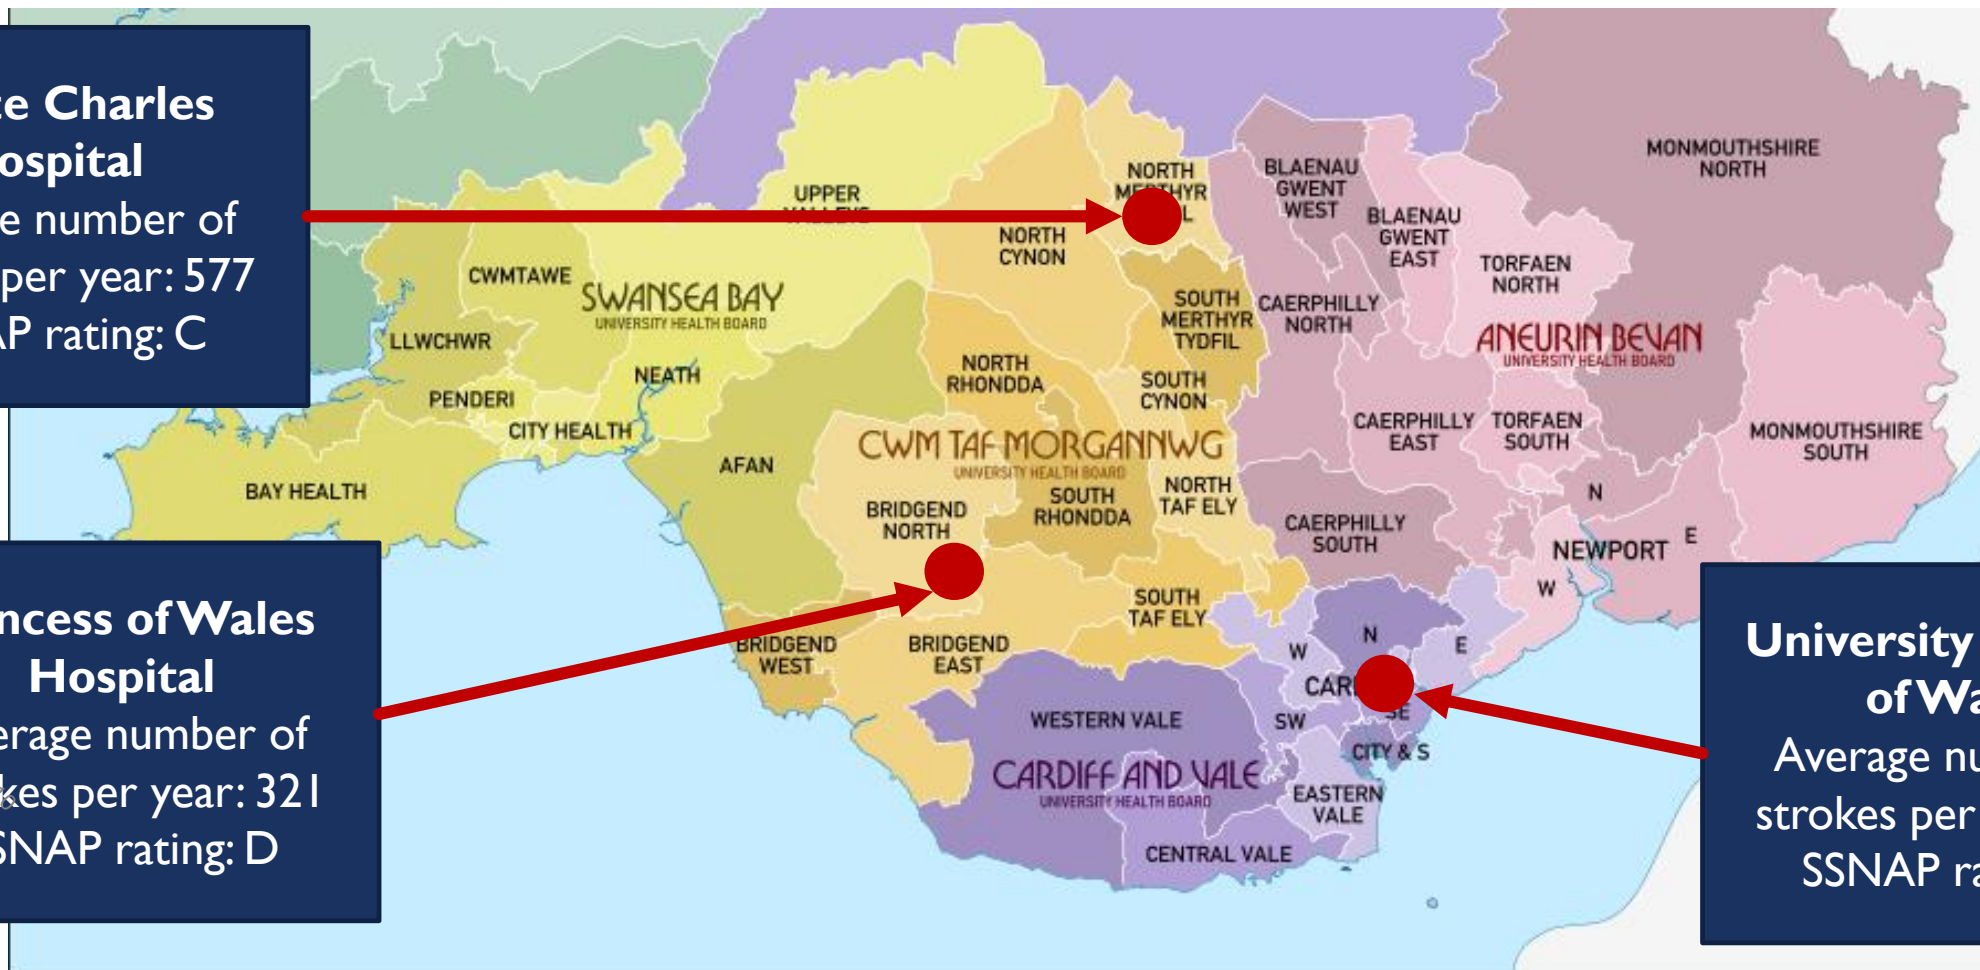 Charles
ospital
number of
per year: 577
rating: C
ncess of Wales
Hospital
erage number of
kes per year: 321
SNAP rating: D
University
of Wa
Average nu
strokes per
SSNAP ra
UPPER
VALLEYS
NORTH
MERTHYR
NORTH
CYNON
BLAENAU
GWENT
WEST
BLAENAU
GWENT
EAST
MONMOUTHSHIRE
NORTH
TORFAEN
NORTH
CWMTAWE
SWANSEA BAY
UNIVERSITY HEALTH BOARD
SOUTH
MERTHYR
TYDFIL
CAERPHILLY
NORTH
ANEURIN BEVAN
UNIVERSITY HEALTH BOARD
LLWCHWR
NEATH
NORTH
RHONDDA
SOUTH
CYNON
PENDERI
CITY HEALTH
CAERPHILLY
EAST
TORFAEN
SOUTH
MONMOUTHSHIRE
SOUTH
CWM TAF MORGANNWG
UNIVERSITY HEALTH BOARD
AFAN
BAY HEALTH
BRIDGEND
NORTH
SOUTH
RHONDDA
NORTH
TAF ELY
CAERPHILLY
SOUTH
N
NEWPORT
E
W
SOUTH
TAF ELY
BRIDGEND
WEST
BRIDGEND
EAST
N
W
E
CAR
SE
SW
CITY & S
WESTERN VALE
CARDIFF AND VALE
UNIVERSITY HEALTH BOARD
EASTERN
VALE
CENTRAL VALE